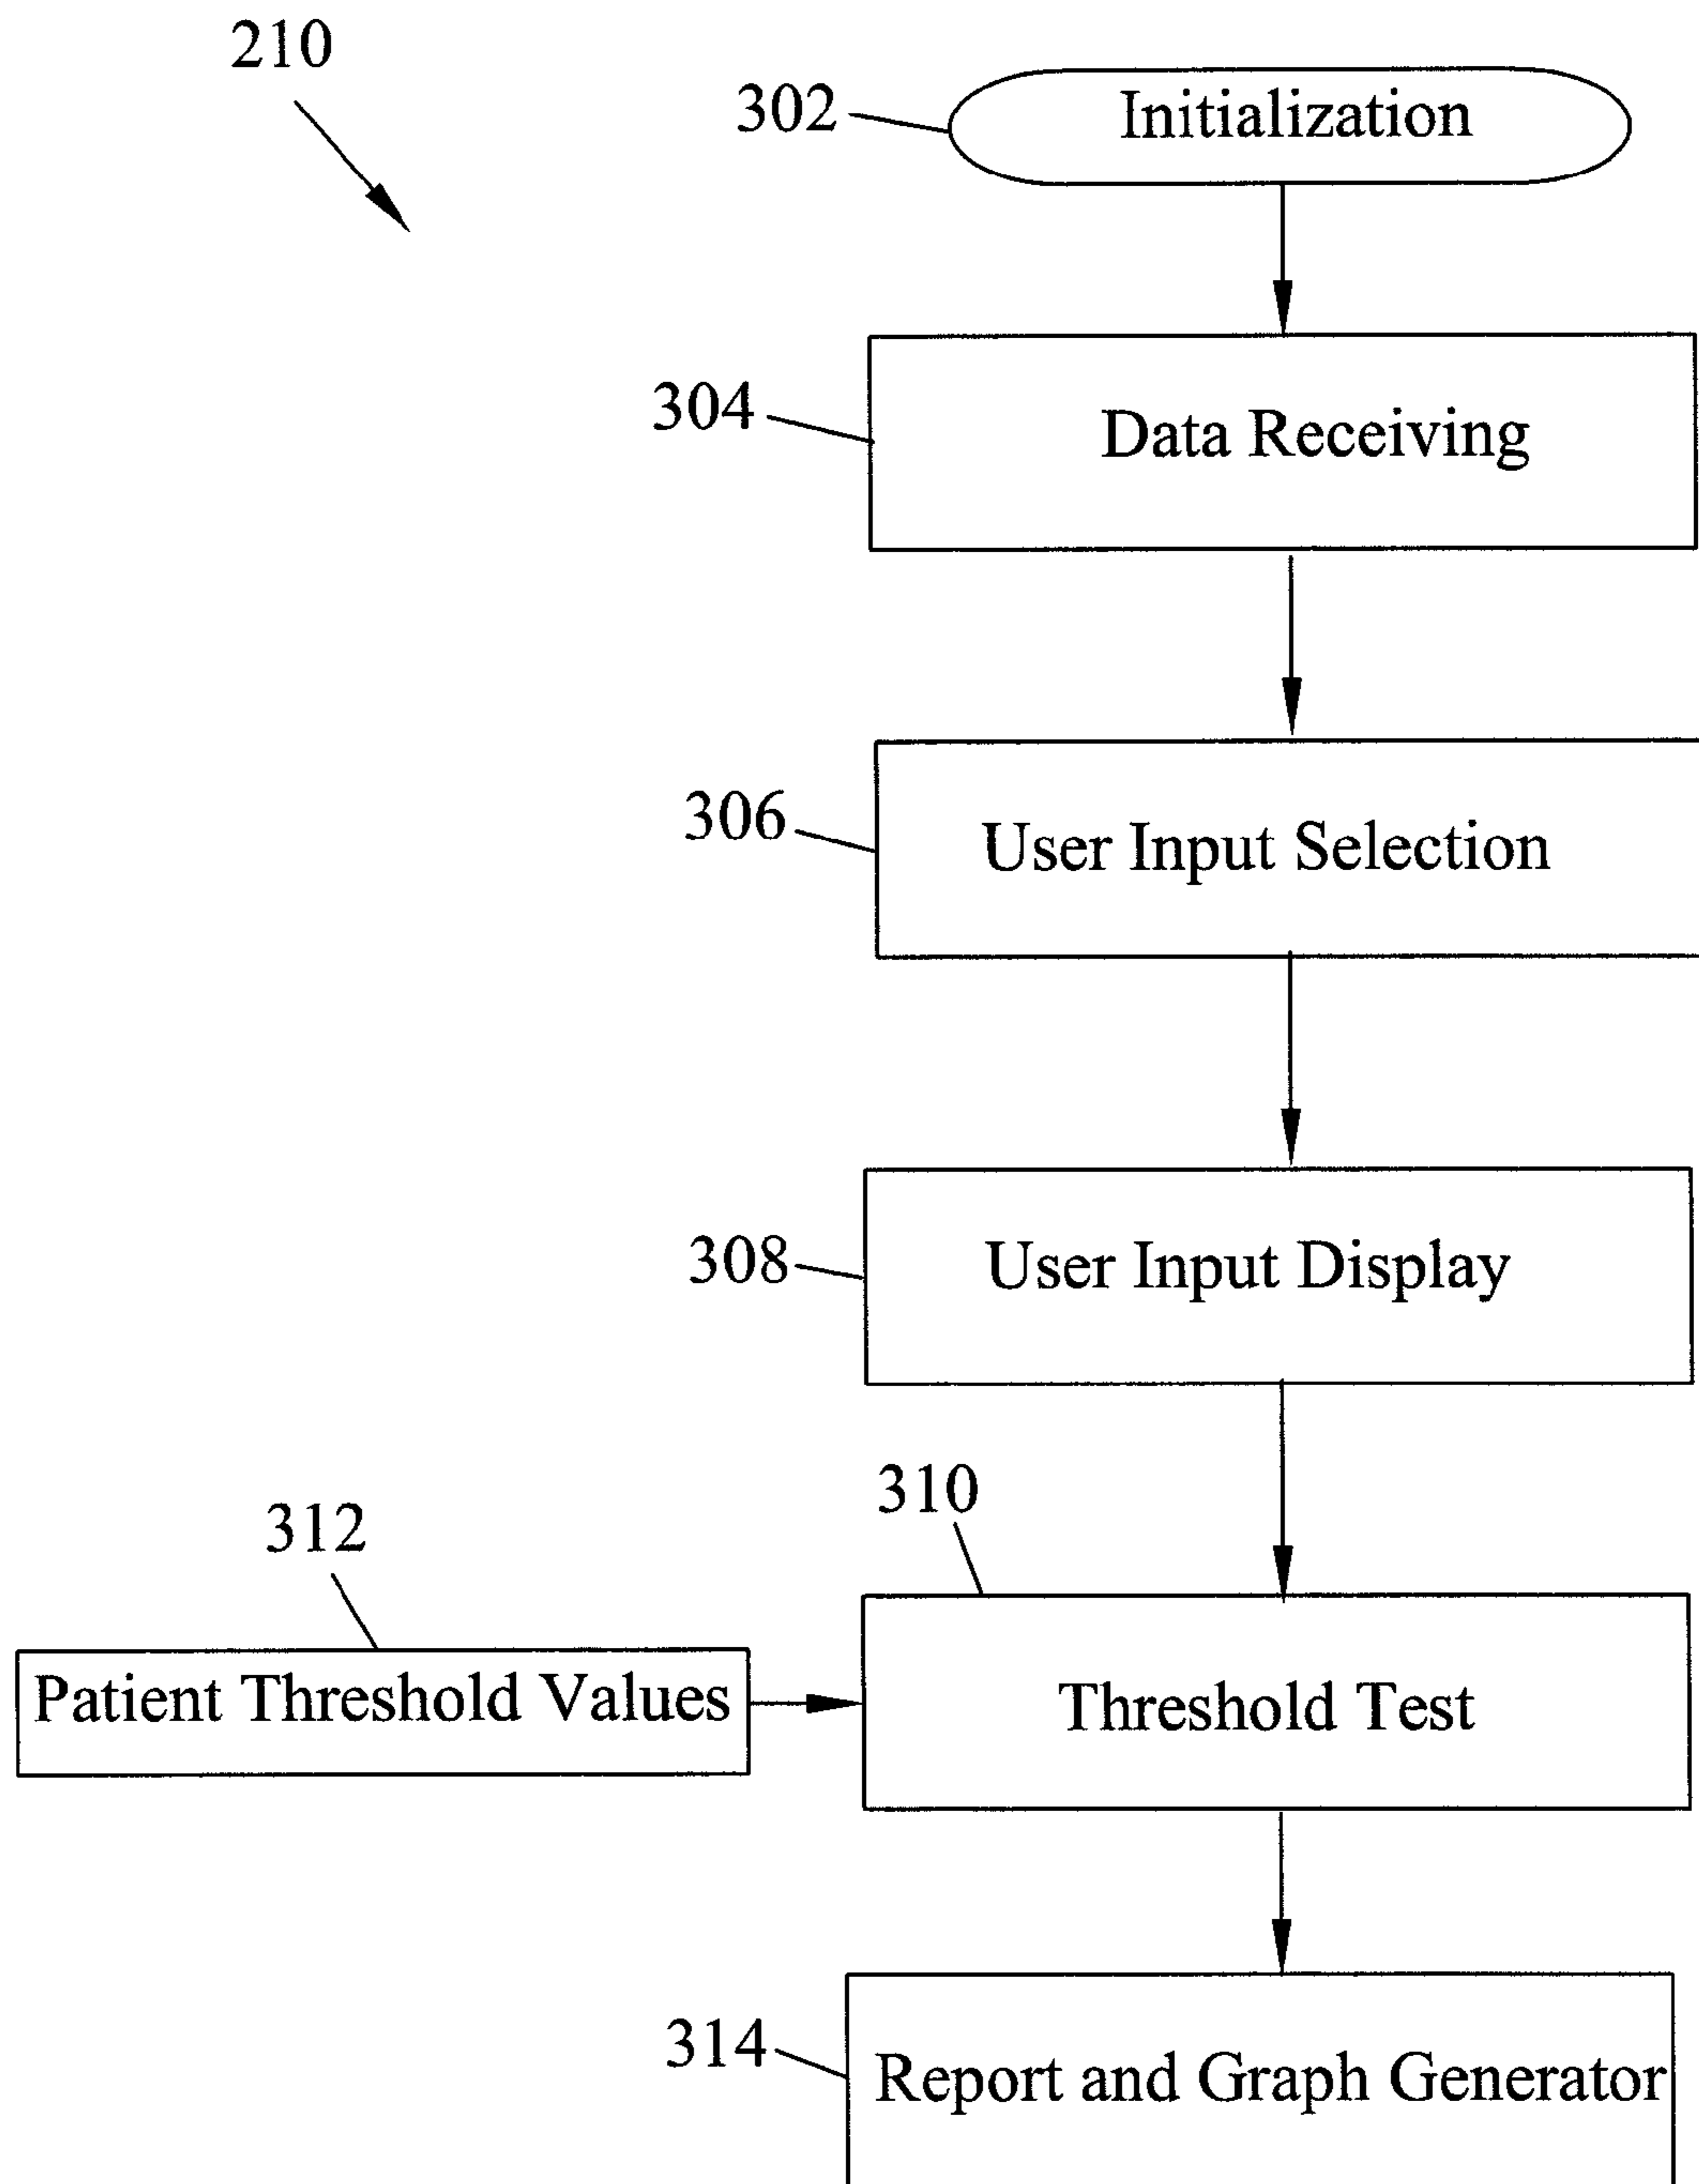 210
302
Initialization
304
Data Receiving
306
User Input Selection
308
User Input Display
310
312
Patient Threshold Values
Threshold Test
314
Report and Graph Generator